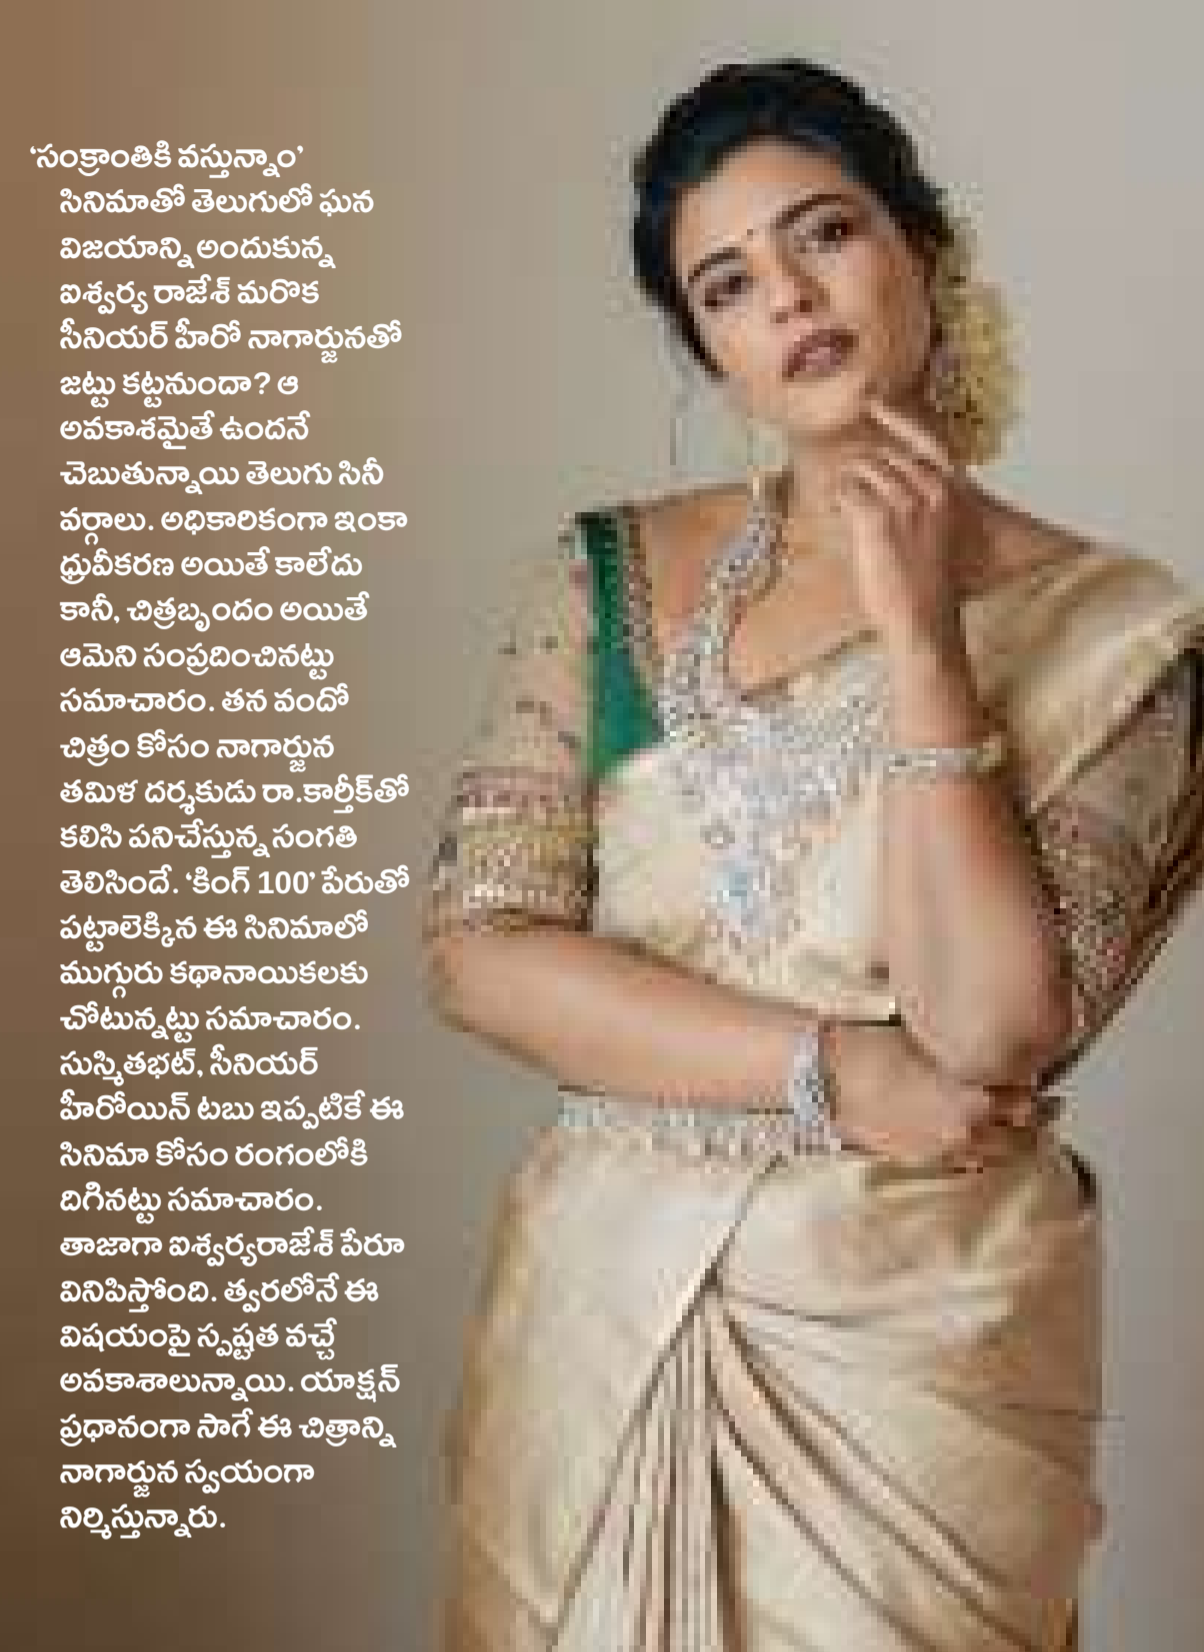 ‘సంక్రాంతికి వస్తున్నాం’
సినిమాతో తెలుగులో ఘన
విజయాన్ని అందుకున్న
ఐశ్వర్య రాజేశ్ మరొక
సీనియర్ హీరో నాగార్జునతో
జట్టు కట్టనుందా? ఆ
అవకాశమైతే ఉందనే
చెబుతున్నాయి తెలుగు సినీ
వర్గాలు. అధికారికంగా ఇంకా
ధ్రువీకరణ అయితే కాలేదు
కానీ, చిత్రబృందం అయితే
ఆమెని సంప్రదించినట్టు
సమాచారం. తన వందో
చిత్రం కోసం నాగార్జున
తమిళ దర్శకుడు రా.కార్తీక్‌తో
కలిసి పనిచేస్తున్న సంగతి
తెలిసిందే. ‘కింగ్ 100’ పేరుతో
పట్టాలెక్కిన ఈ సినిమాలో
ముగ్గురు కథానాయికలకు
చోటున్నట్టు సమాచారం.
సుస్మితభట్, సీనియర్
హీరోయిన్ టబు ఇప్పటికే ఈ
సినిమా కోసం రంగంలోకి
దిగినట్టు సమాచారం.
తాజాగా ఐశ్వర్యరాజేశ్ పేరూ
వినిపిస్తోంది. త్వరలోనే ఈ
విషయంపై స్పష్టత వచ్చే
అవకాశాలున్నాయి. యాక్షన్
ప్రధానంగా సాగే ఈ చిత్రాన్ని
నాగార్జున స్వయంగా
నిర్మిస్తున్నారు.